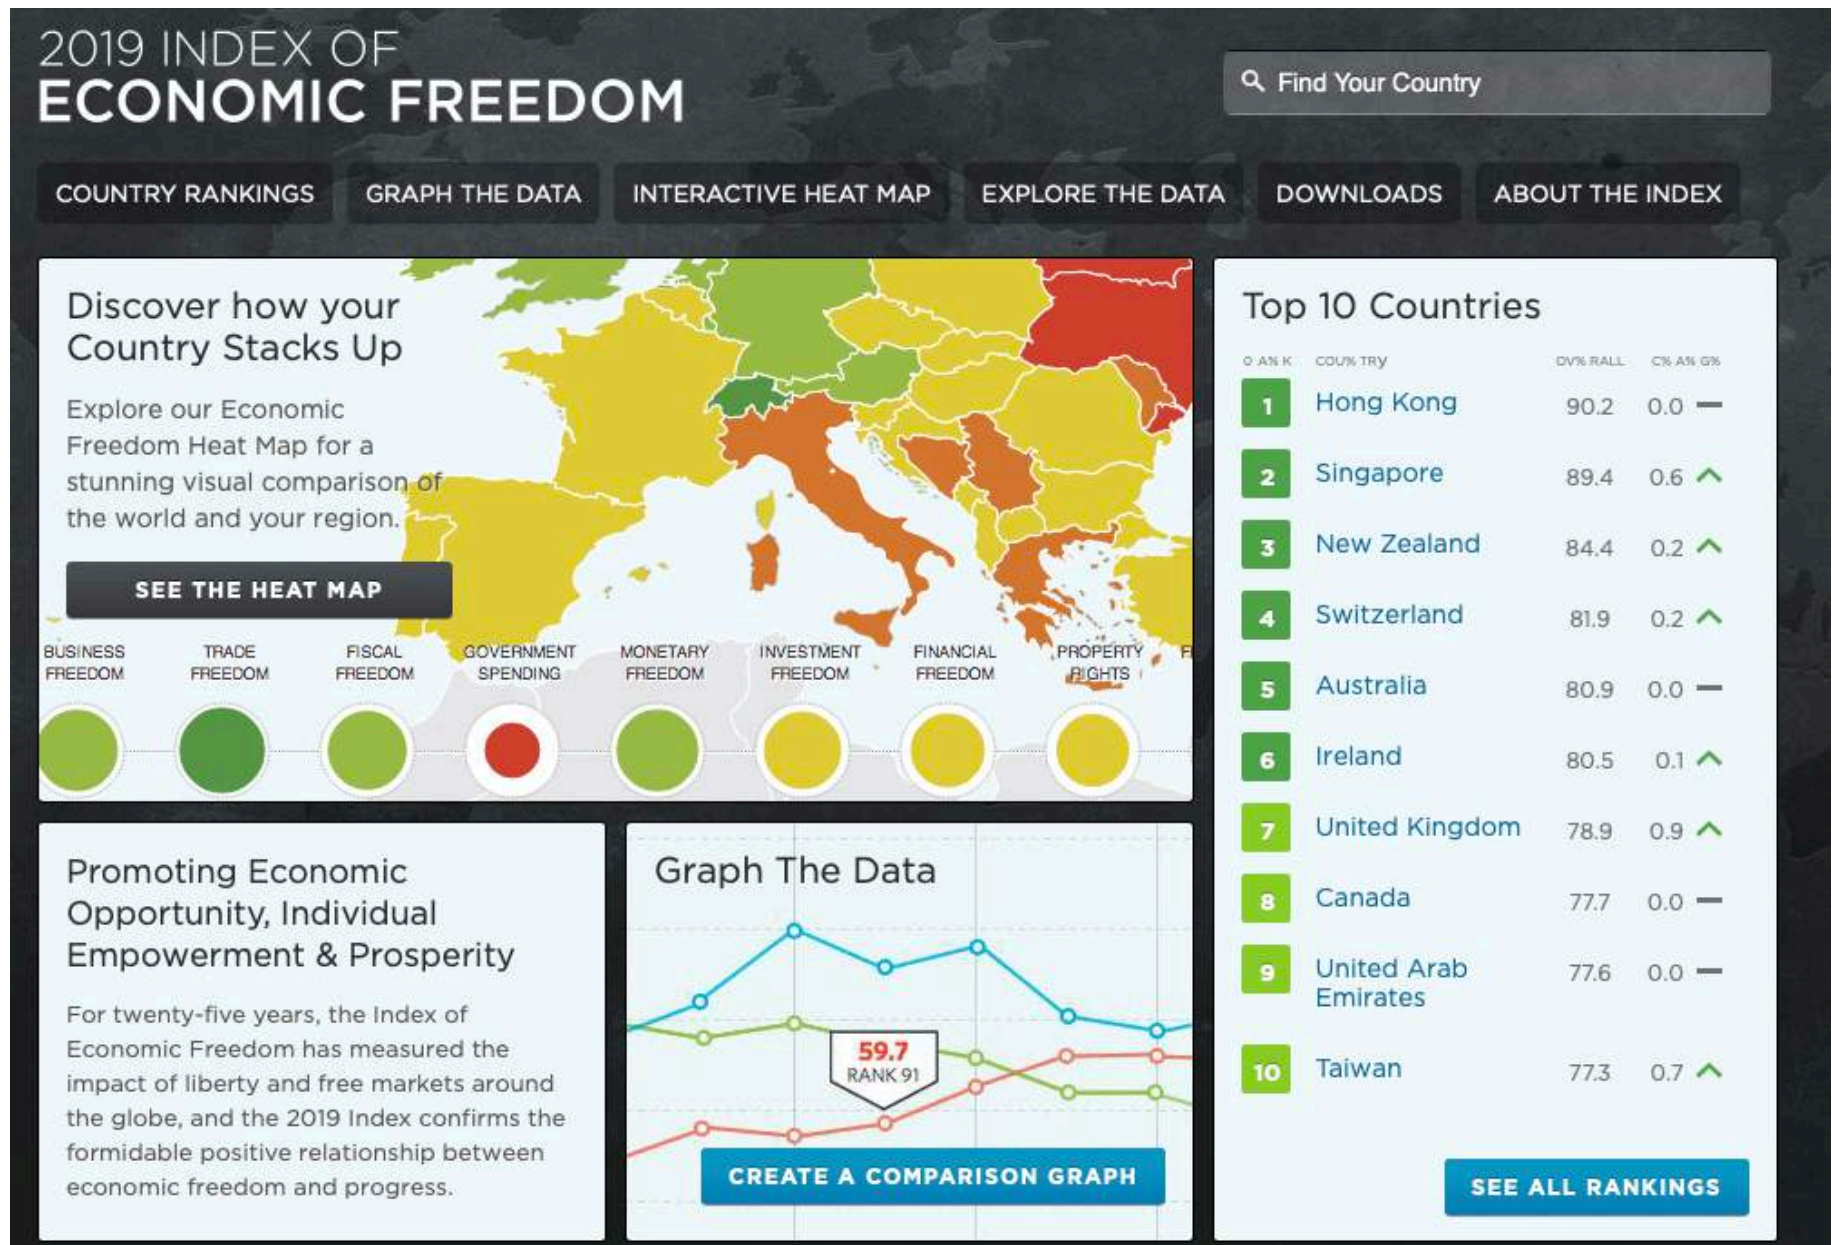 2019 INDEX OF
ECONOMIC FREEDOM
Find Your Country
COUNTRY RANKINGS
GRAPH THE DATA
INTERACTIVE HEAT MAP
EXPLORE THE DATA
DOWNLOADS
ABOUT THE INDEX
Discover how your
Country Stacks Up
Explore our Economic
Freedom Heat Map for a
stunning visual comparison of
the world and your region.
SEE THE HEAT MAP
BUSINESS
FREEDOM
TRADE
FREEDOM
FISCAL
FREEDOM
GOVERNMENT
SPENDING
MONETARY
FREEDOM
INVESTMENT
FREEDOM
FINANCIAL
FREEDOM
PROPERTY
RIGHTS
Promoting Economic
Opportunity, Individual
Empowerment & Prosperity
For twenty-five years, the Index of
Economic Freedom has measured the
impact of liberty and free markets around
the globe, and the 2019 Index confirms the
formidable positive relationship between
economic freedom and progress.
Graph The Data
59.7
RANK 91
CREATE A COMPARISON GRAPH
Top 10 Countries
0 A% K COU% TRy OV% RALL C% A% G%
1 Hong Kong 90.2 0.0
2 Singapore 89.4 0.6
3 New Zealand 84.4 0.2
4 Switzerland 81.9 0.2
5 Australia 80.9 0.0
6 Ireland 80.5 0.1
7 United Kingdom 78.9 0.9
8 Canada 77.7 0.0
9 United Arab 77.6 0.0
Emirates
10 Taiwan 77.3 0.7
SEE ALL RANKINGS